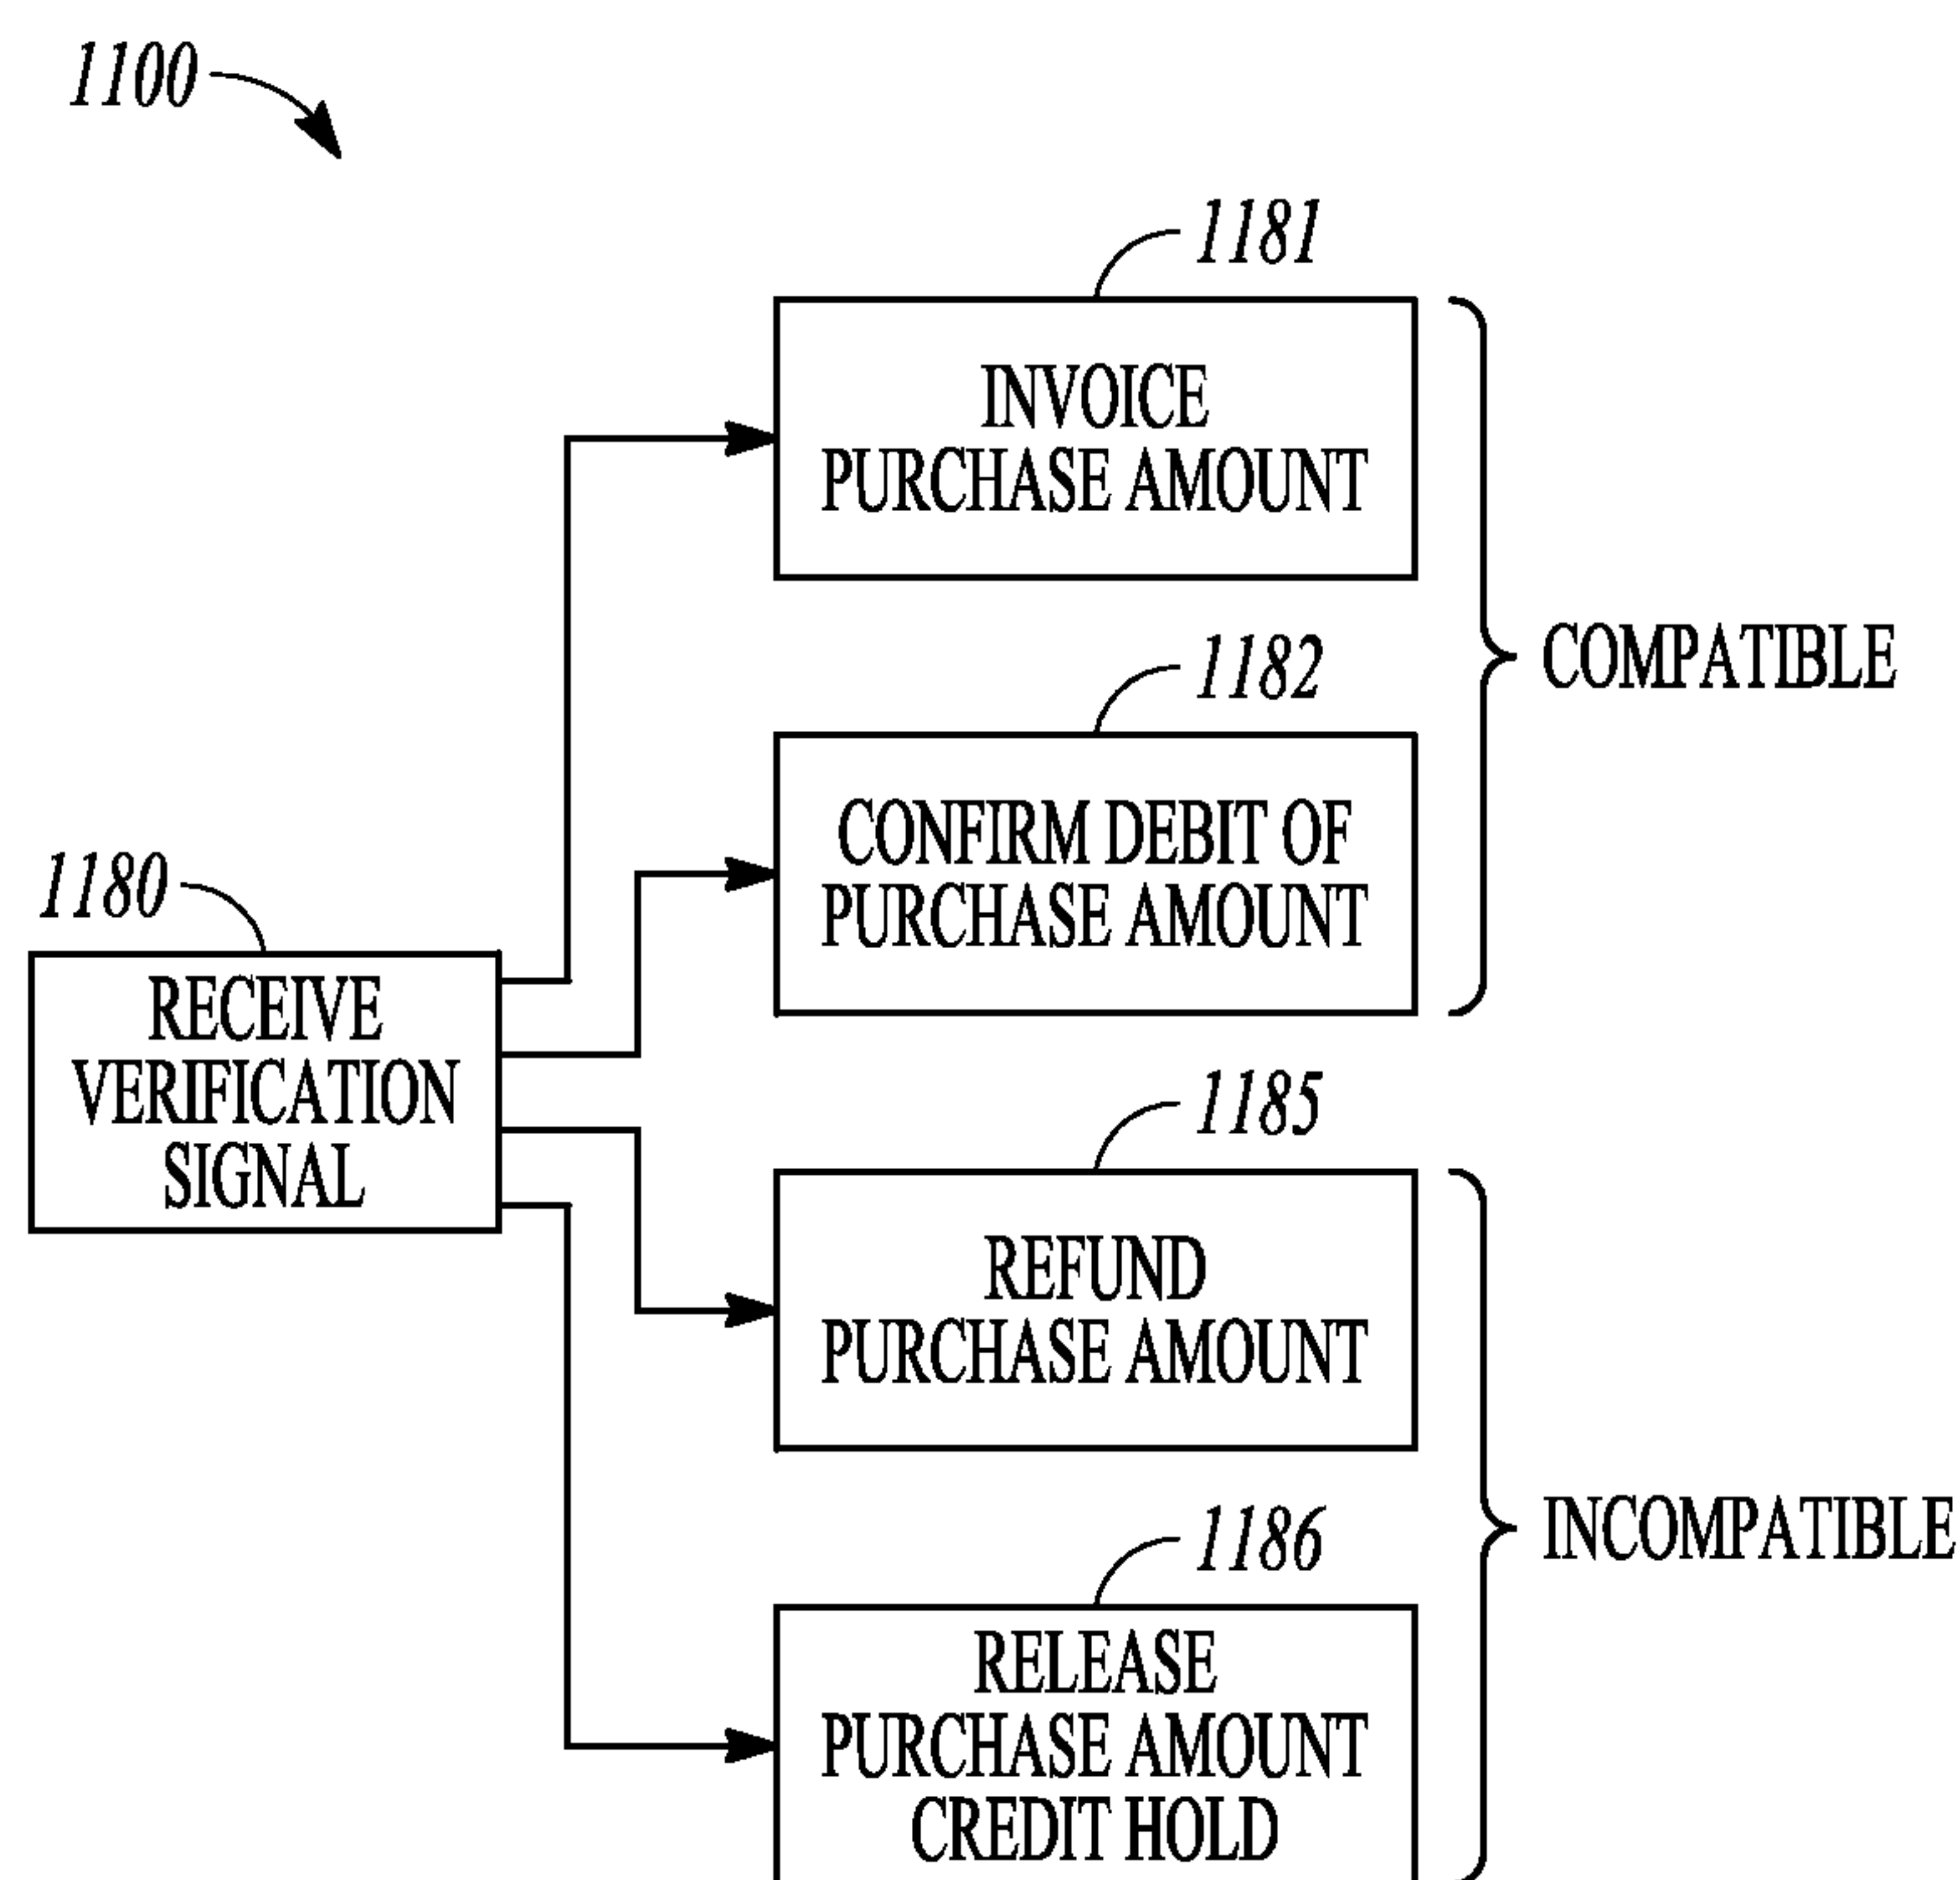 1100
1181
INVOICE
PURCHASE AMOUNT
COMPATIBLE
1182
CONFIRM DEBIT OF
PURCHASE AMOUNT
1180
RECEIVE
VERIFICATION
SIGNAL
1185
REFUND
PURCHASE AMOUNT
INCOMPATIBLE
1186
RELEASE
PURCHASE AMOUNT
CREDIT HOLD